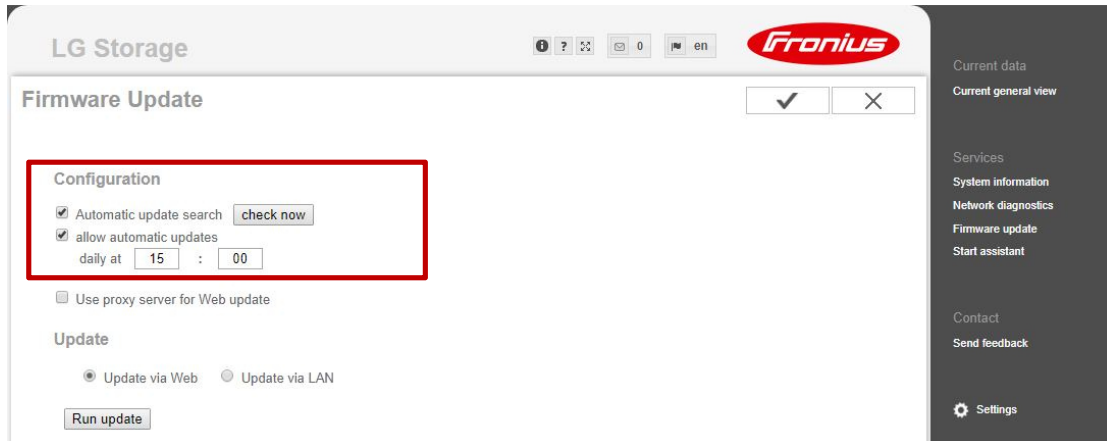 LG Storage
? 0 en
Fronius
Firmware Update
Configuration
Automatic update search check now
allow automatic updates
daily at 15 : 00
Use proxy server for Web update
Update
Update via Web Update via LAN
Run update
Current data
Current general view
Services
System information
Network diagnostics
Firmware update
Start assistant
Contact
Send feedback
Settings